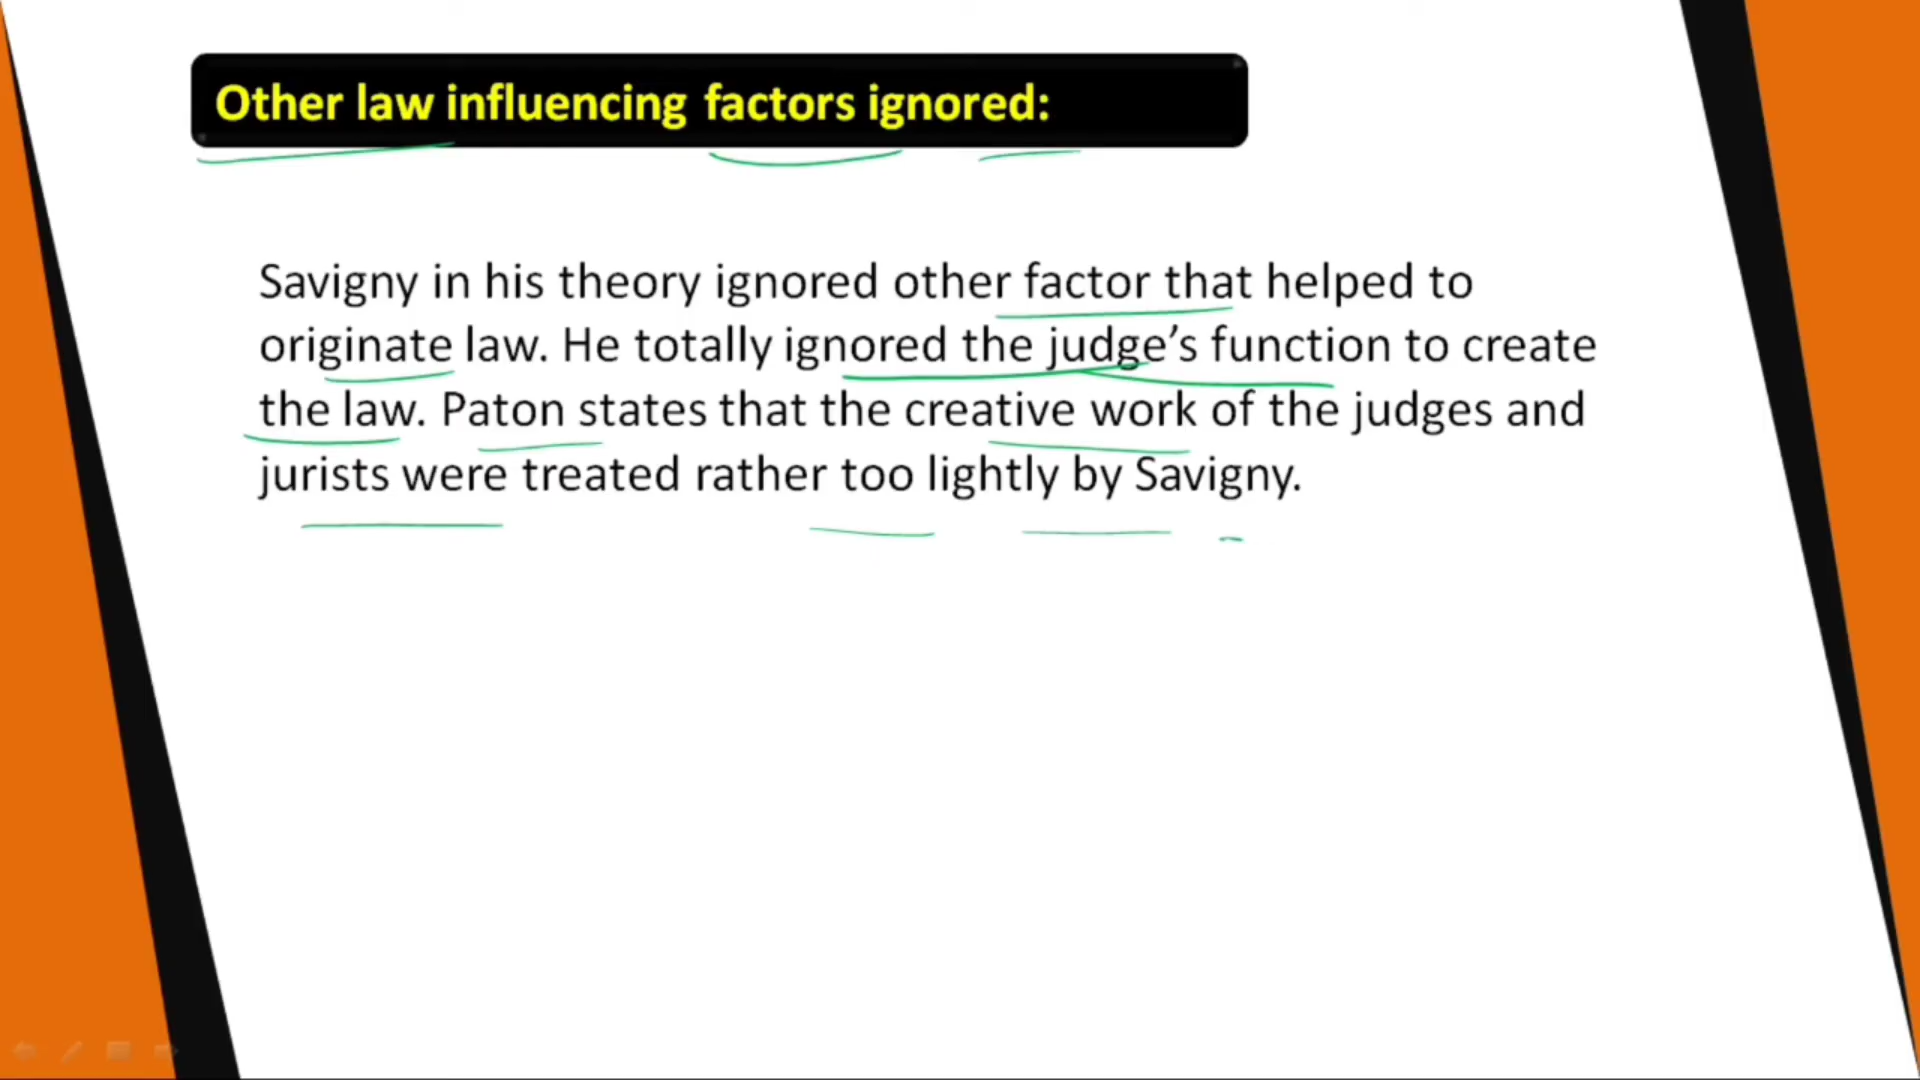 Other law influencing factors ignored:
Savigny in his theory ignored other factor that helped to
originate law. He totally ignored the judge’s function to create
the law. Paton states that the creative work of the judges and
jurists were treated rather too lightly by Savigny.